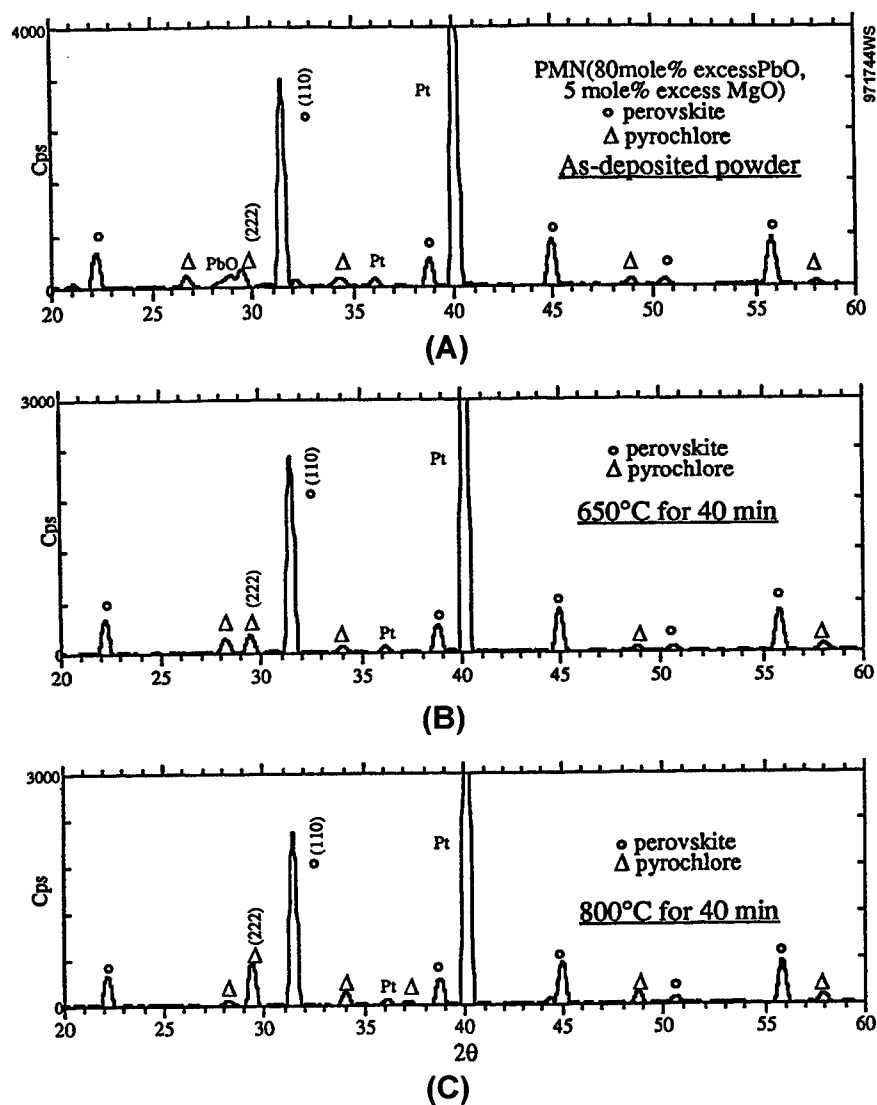 4000
Cps
(110)
Pt
PMN(80mole% excessPbO,
5 mole% excess MgO)
o perovskite
Δ pyrochlore
As-deposited powder
971744WS
o
Δ
PbO
(222)
Δ
o
Δ
Pt
o
o
Δ
o
o
Δ
20 25 30 35 40 45 50 55 60
(A)
3000
Cps
(110)
o
Pt
o perovskite
Δ pyrochlore
650°C for 40 min
o
Δ
(222)
Δ
Δ
Pt
o
o
Δ
o
o
Δ
20 25 30 35 40 45 50 55 60
(B)
3000
Cps
(110)
o
Pt
o perovskite
Δ pyrochlore
800°C for 40 min
o
Δ
(222)
Δ
Δ
Pt
Δ
o
o
Δ
o
o
Δ
0
20 25 30 35 40 45 50 55 60
2θ
(C)